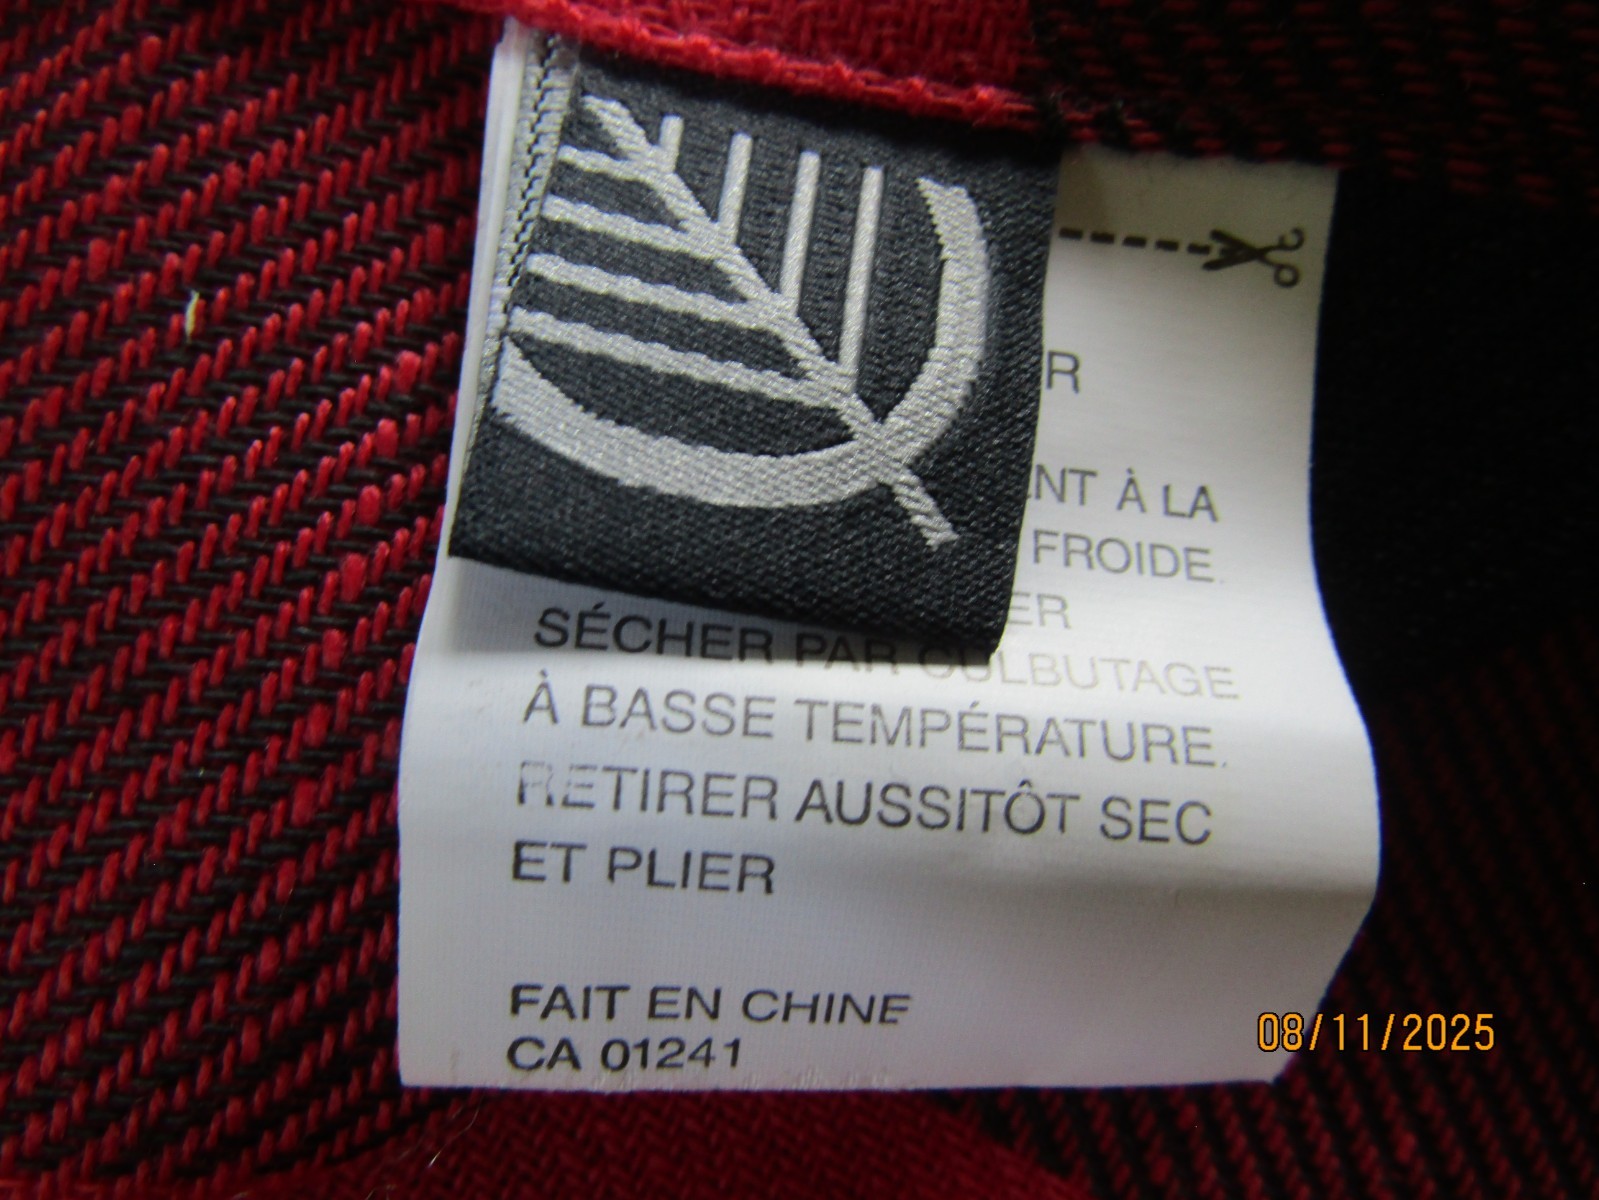 R
NT À LA
FROIDE.
ER
SÉCHER PAR CULBUTAGE
À BASSE TEMPÉRATURE.
RETIRER AUSSITÔT SEC
ET PLIER
FAIT EN CHINE
CA 01241
08/11/2025